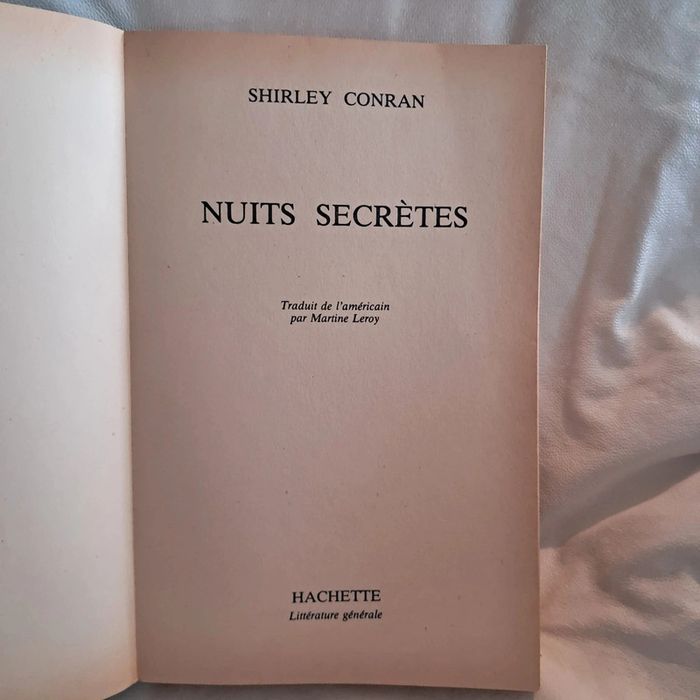 SHIRLEY CONRAN
NUITS SECRÈTES
Traduit de l'américain
par Martine Leroy
HACHETTE
Littérature générale